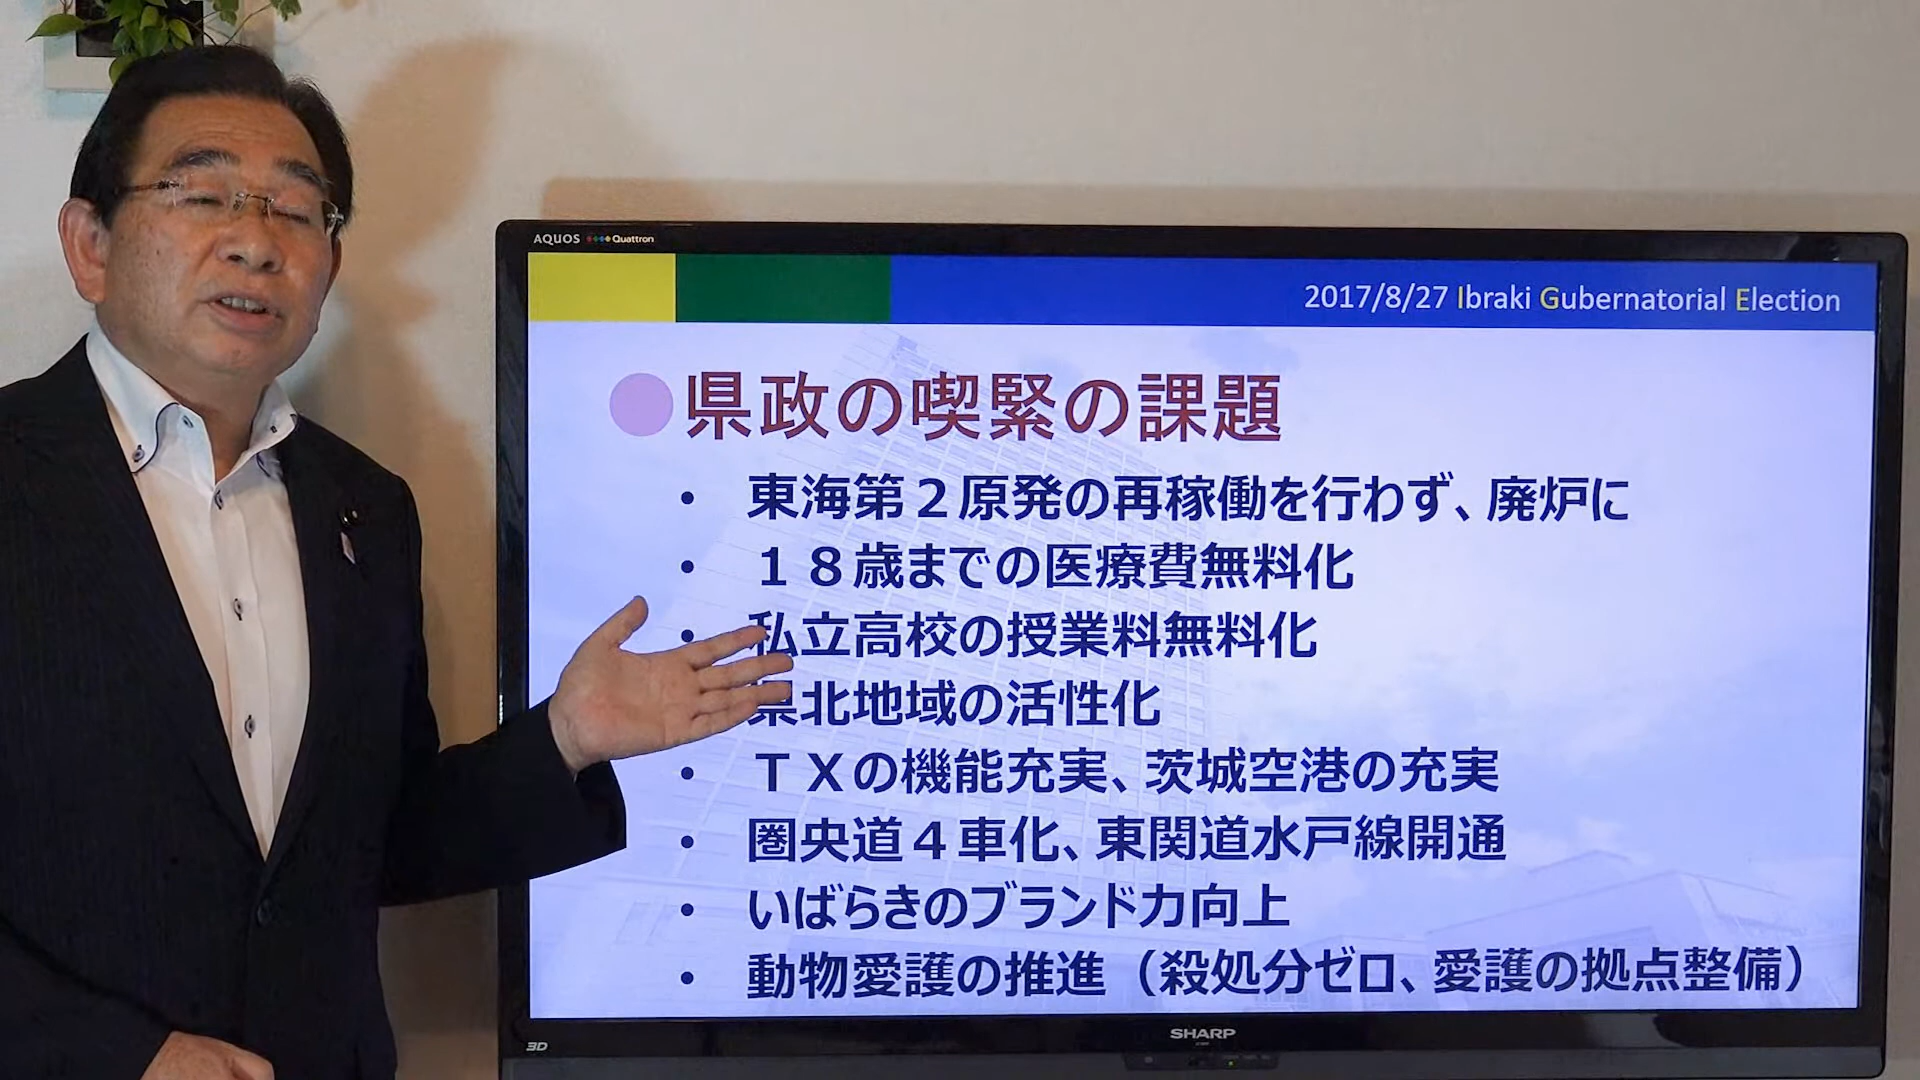 AQUOS Quattron
2017/8/27 Ibraki Gubernatorial Election
●県政の喫緊の課題
• 東海第２原発の再稼働を行わず、廃炉に
• １８歳までの医療費無料化
• 私立高校の授業料無料化
県北地域の活性化
• ＴＸの機能充実、茨城空港の充実
• 圏央道４車化、東関道水戸線開通
• いばらきのブランド力向上
• 動物愛護の推進（殺処分ゼロ、愛護の拠点整備）
SHARP
3D